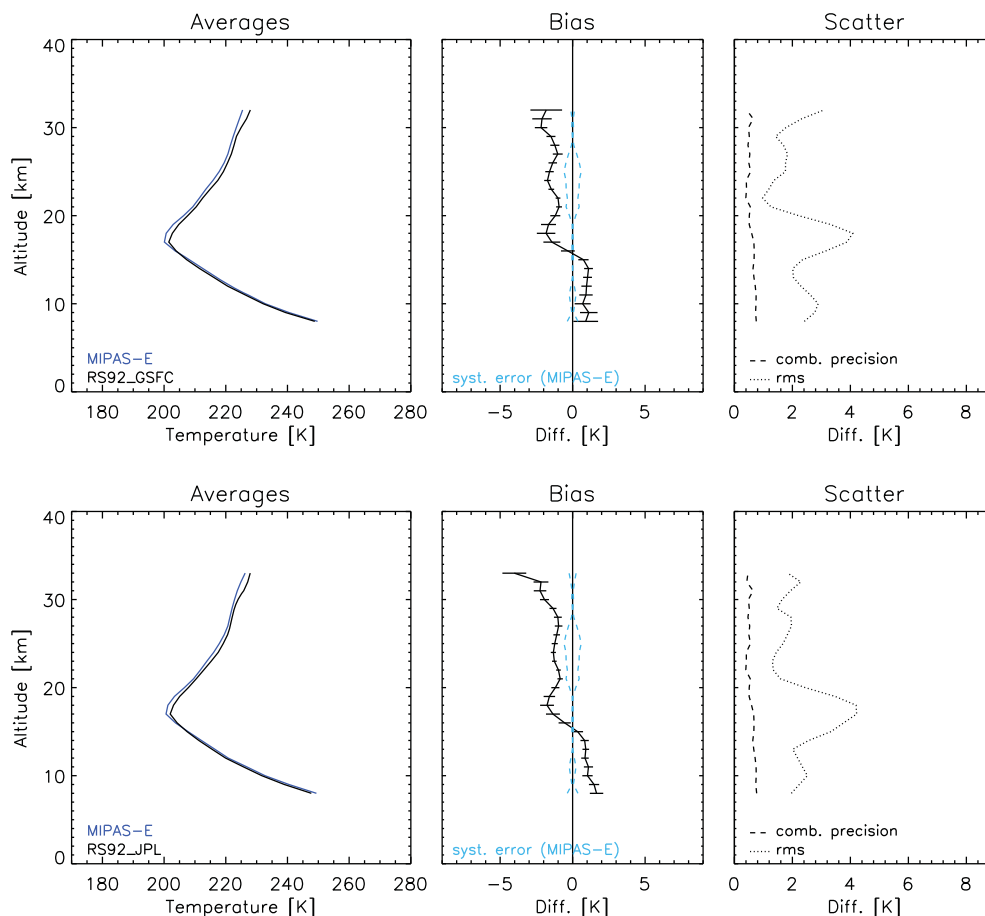 Averages Bias Scatter
40
30
20
10
0
Altitude [km]
MIPAS-E
RS92_GSFC
syst. error (MIPAS-E)
comb. precision
rms
180 200 220 240 260 280
-5 0 5
0 2 4 6 8
Temperature [K] Diff. [K] Diff. [K]
Averages Bias Scatter
40
30
20
10
0
Altitude [km]
MIPAS-E
RS92_JPL
syst. error (MIPAS-E)
comb. precision
rms
180 200 220 240 260 280
-5 0 5
0 2 4 6 8
Temperature [K] Diff. [K] Diff. [K]